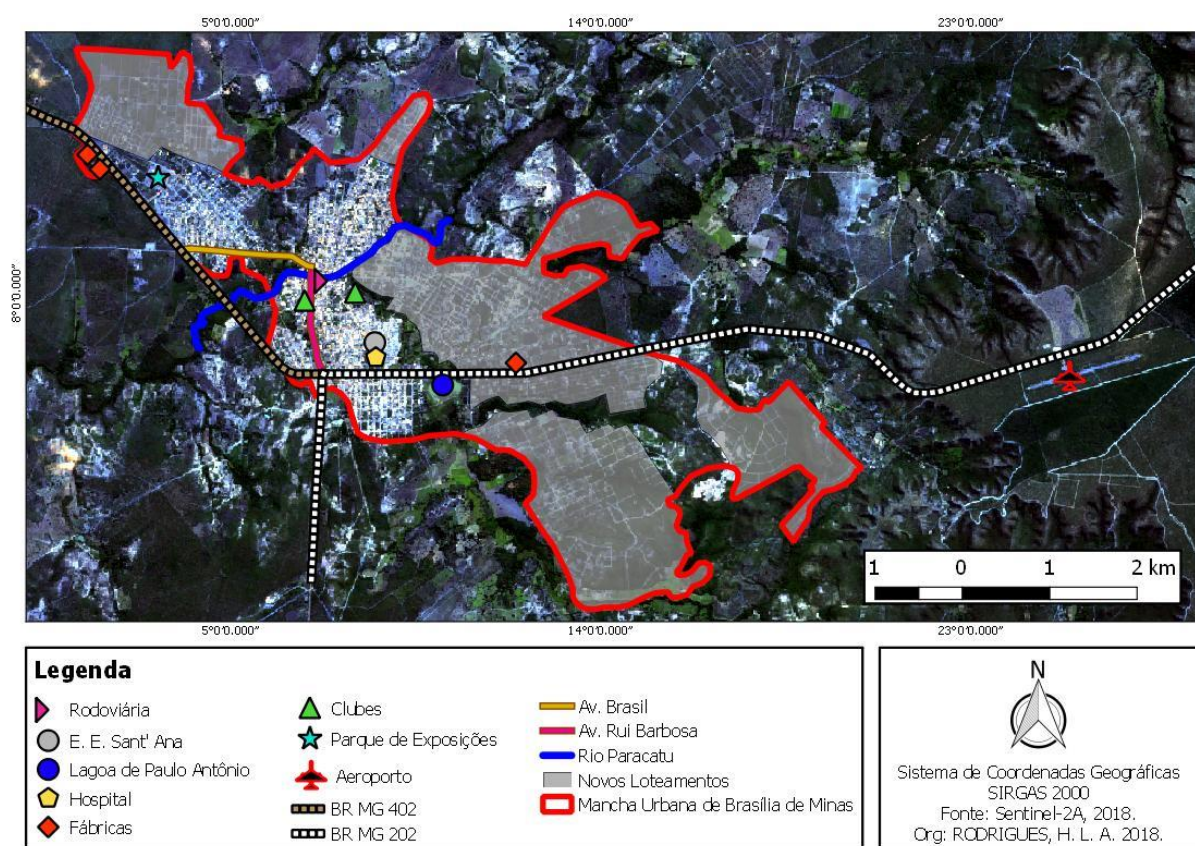 5°0'0.000"
14°0'0.000"
23°0'0.000"
8°0'0.000"
1 0 1 2 km
5°0'0.000"
14°0'0.000"
23°0'0.000"
Legenda
Rodoviária
E. E. Sant' Ana
Lagoa de Paulo Antônio
Hospital
Fábricas
Clubes
Parque de Exposições
Aeroporto
BR MG 402
BR MG 202
Av. Brasil
Av. Rui Barbosa
Rio Paracatu
Novos Loteamentos
Mancha Urbana de Brasília de Minas
N
Sistema de Coordenadas Geográficas
SIRGAS 2000
Fonte: Sentinel-2A, 2018.
Org: RODRIGUES, H. L. A. 2018.